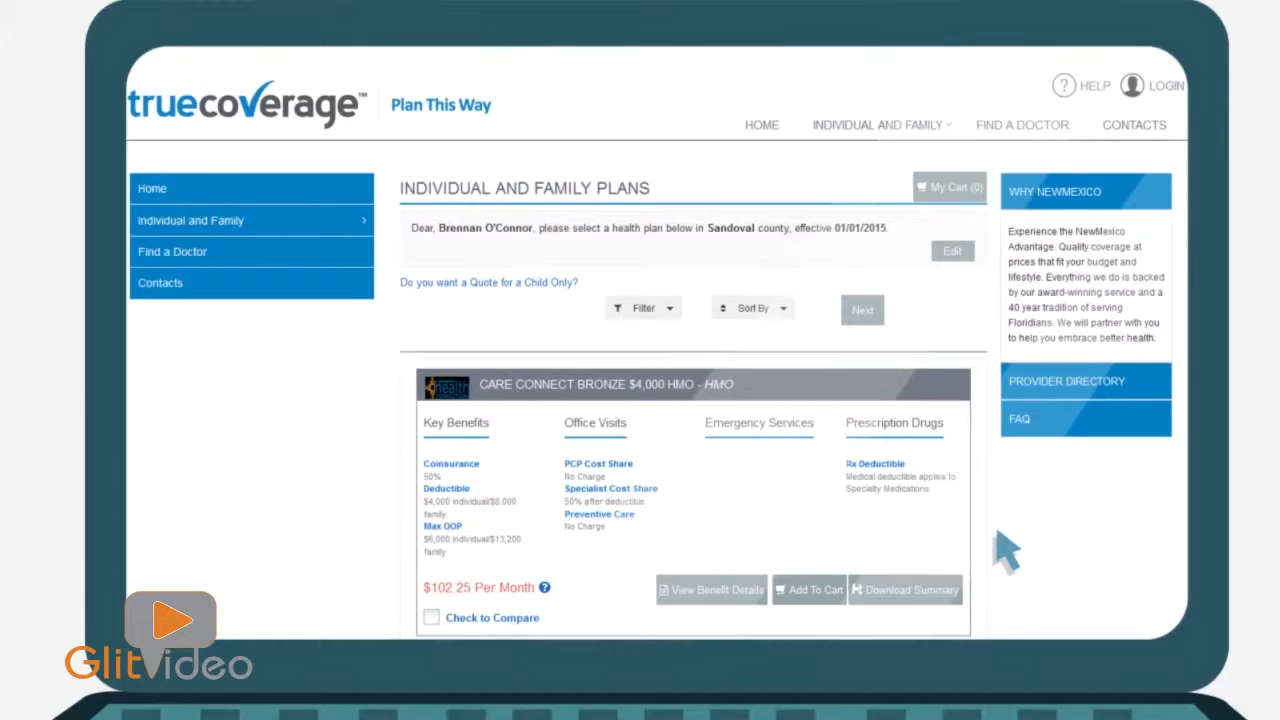 truecoverage™
Plan This Way
? HELP
LOGIN
HOME
INDIVIDUAL AND FAMILY
FIND A DOCTOR
CONTACTS
Home
Individual and Family
Find a Doctor
Contacts
INDIVIDUAL AND FAMILY PLANS
My Cart (0)
Dear, Brennan O'Connor, please select a health plan below in Sandoval county, effective 01/01/2015.
Edit
Do you want a Quote for a Child Only?
Filter
Sort By
Next
health
CARE CONNECT BRONZE $4,000 HMO - HMO
Key Benefits
Coinsurance
50%
Deductible
$4,000 individual/$8,000
family
Max OOP
$6,000 individual/$13,200
family
Office Visits
PCP Cost Share
No Charge
Specialist Cost Share
50% after deductible
Preventive Care
No Charge
Emergency Services
Prescription Drugs
Rx Deductible
Medical deductible applies to
Specialty Medications
$102.25 Per Month ?
View Benefit Details
Add To Cart
Download Summary
Check to Compare
WHY NEWMEXICO
Experience the NewMexico
Advantage. Quality coverage at
prices that fit your budget and
lifestyle. Everything we do is backed
by our award-winning service and a
40 year tradition of serving
Floridians. We will partner with you
to help you embrace better health.
PROVIDER DIRECTORY
FAQ
GlitVideo